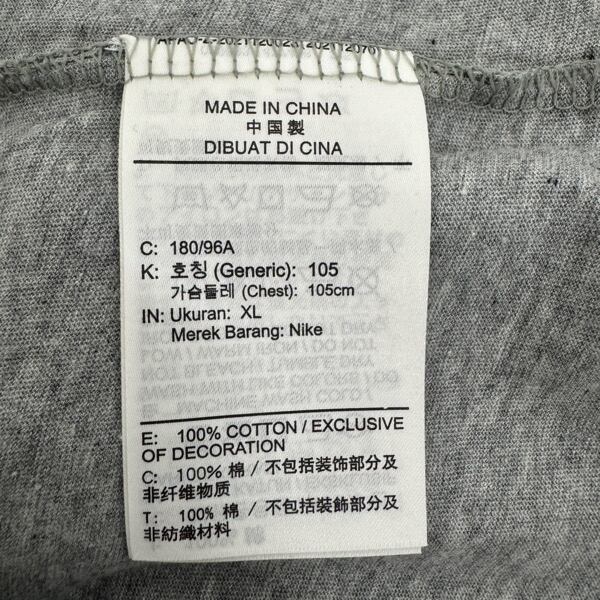 MADE IN CHINA
中国製
DIBUAT DI CINA
C: 180/96A
K: 호칭 (Generic): 105
가슴둘레 (Chest): 105cm
IN: Ukuran: XL
Merek Barang: Nike
E: 100% COTTON / EXCLUSIVE
OF DECORATION
C: 100% 棉 / 不包括装饰部分及
非纤维物质
T: 100% 棉 / 不包括裝飾部分及
非紡織材料